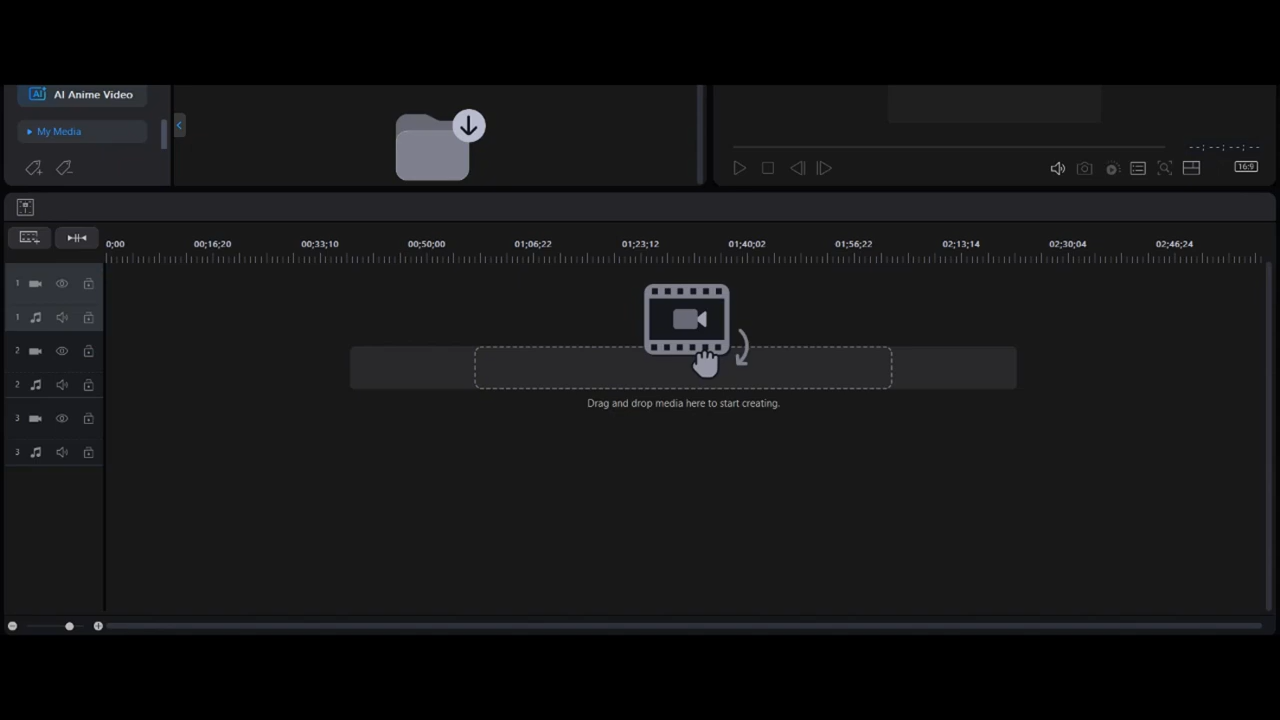 AI AI Anime Video
My Media
--;--;--;--
16:9
0;00 00;16;20 00;33;10 00;50;00 01;06;22 01;23;12 01;40;02 01;56;22 02;13;14 02;30;04 02;46;24
1
1
2
2
Drag and drop media here to start creating.
3
3